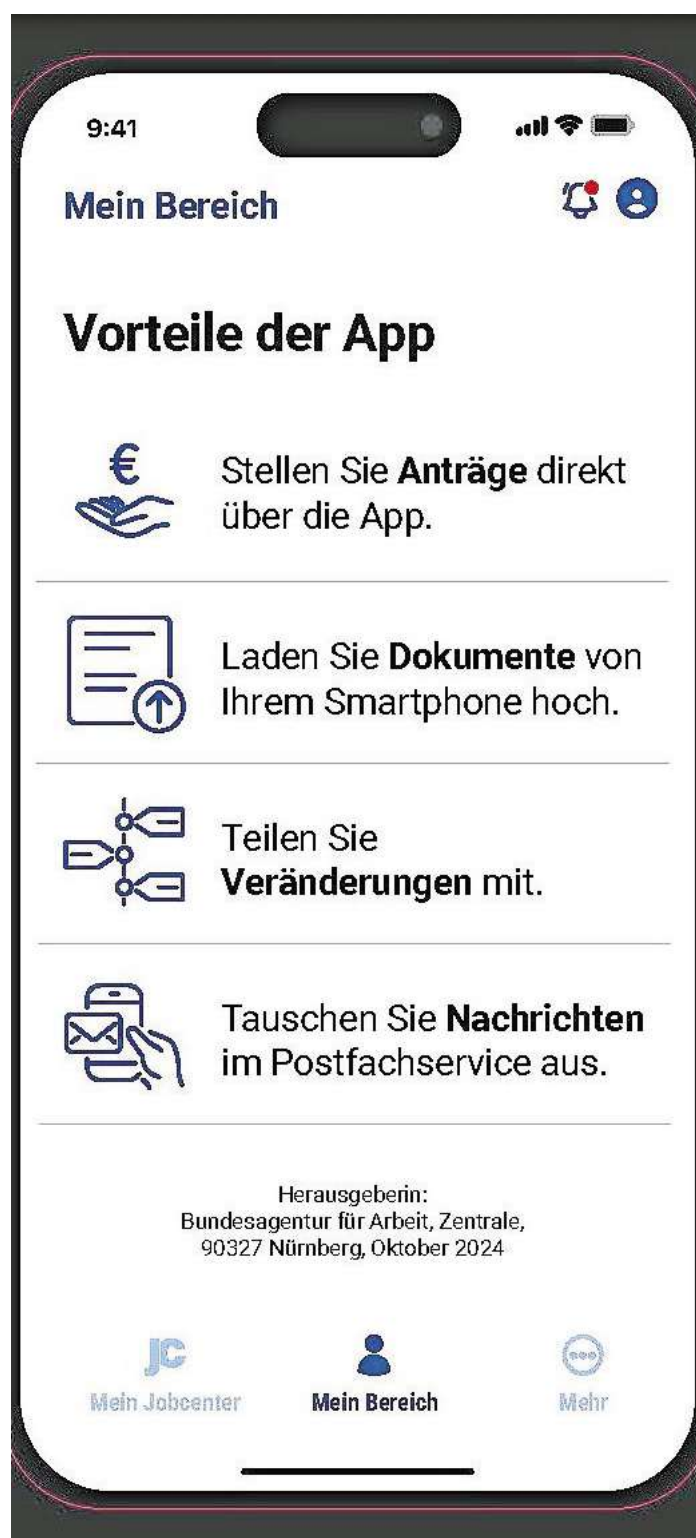 9:41
Mein Bereich
Vorteile der App
€
Stellen Sie Anträge direkt
über die App.
Laden Sie Dokumente von
Ihrem Smartphone hoch.
Teilen Sie
Veränderungen mit.
Tauschen Sie Nachrichten
im Postfachservice aus.
Herausgeberin:
Bundesagentur für Arbeit, Zentrale,
90327 Nürnberg, Oktober 2024
JC
Mein Jobcenter
Mein Bereich
Mehr